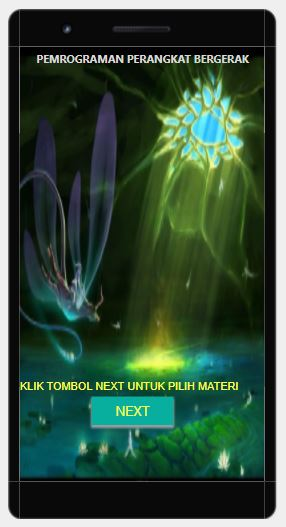 PEMROGRAMAN PERANGKAT BERGERAK
KLIK TOMBOL NEXT UNTUK PILIH MATERI
NEXT